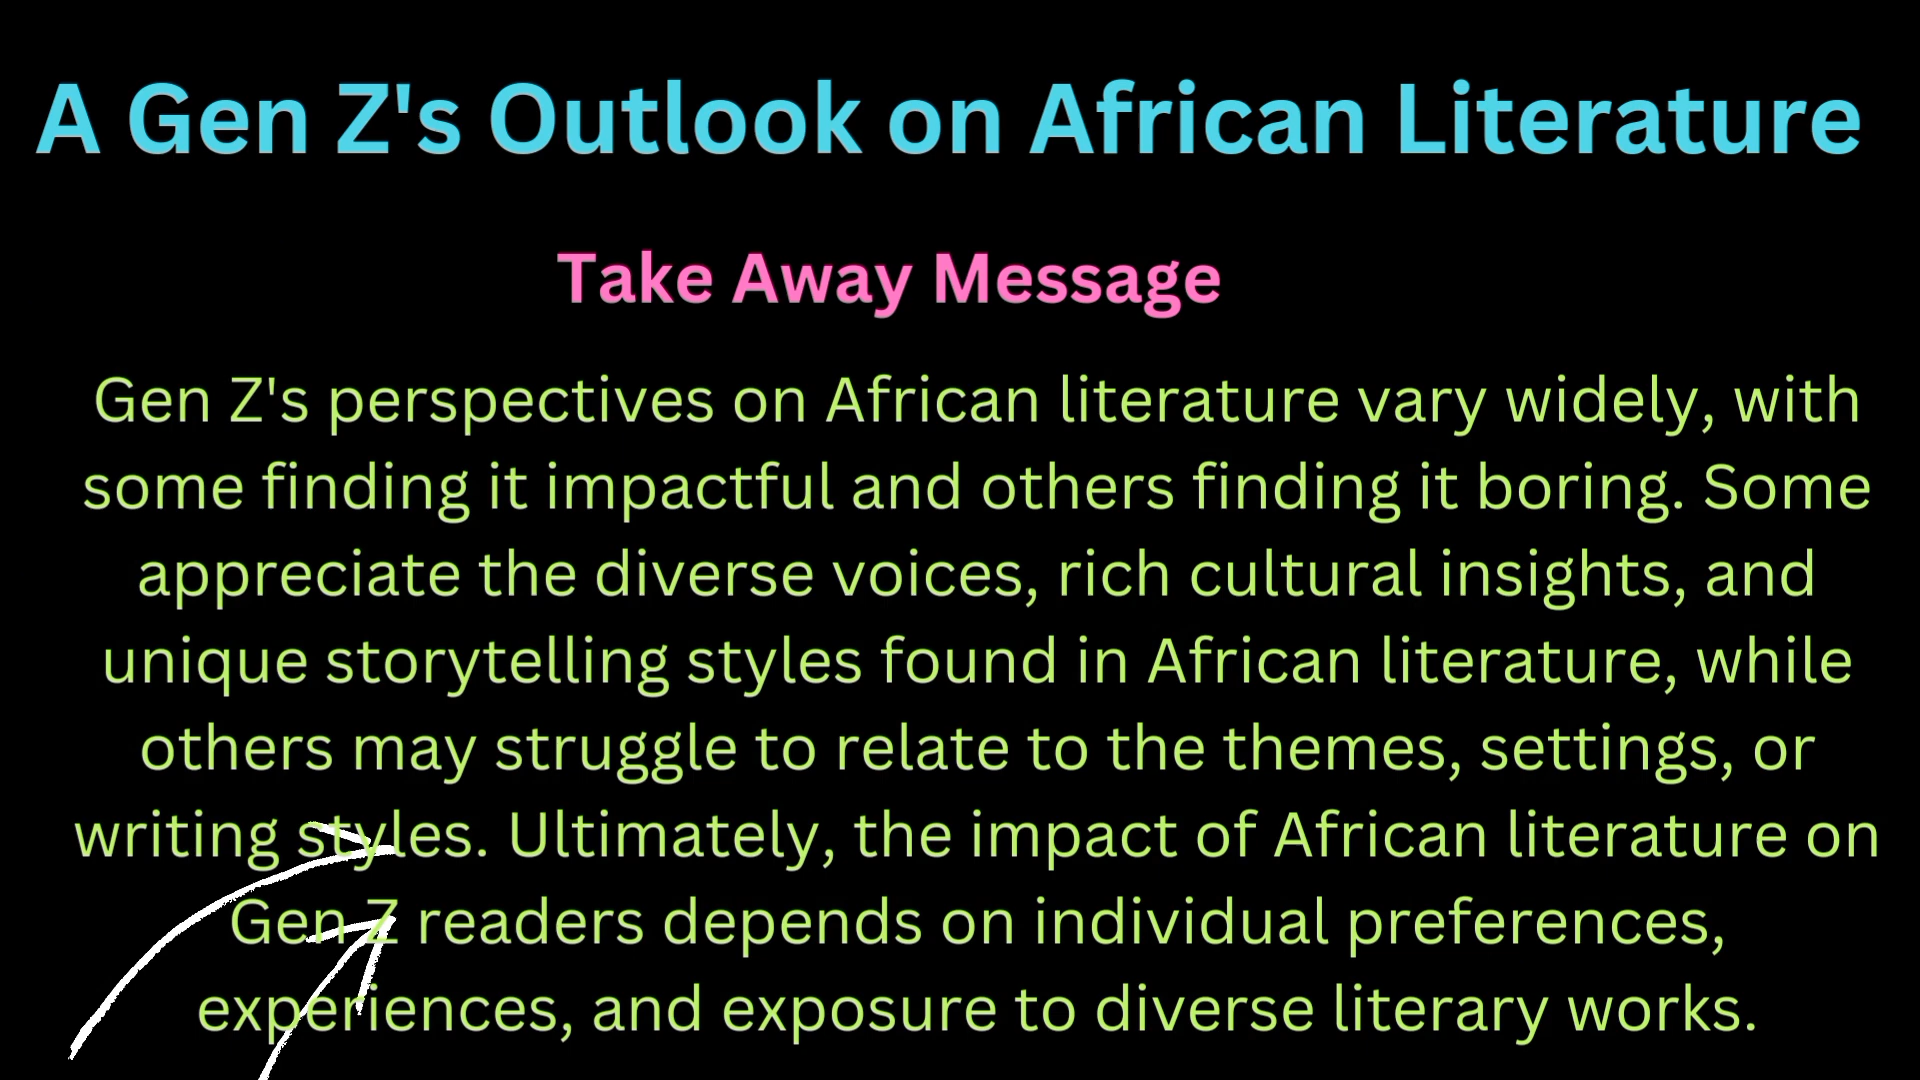 A Gen Z's Outlook on African Literature
Take Away Message
Gen Z's perspectives on African literature vary widely, with
some finding it impactful and others finding it boring. Some
appreciate the diverse voices, rich cultural insights, and
unique storytelling styles found in African literature, while
others may struggle to relate to the themes, settings, or
writing styles. Ultimately, the impact of African literature on
Gen Z readers depends on individual preferences,
experiences, and exposure to diverse literary works.